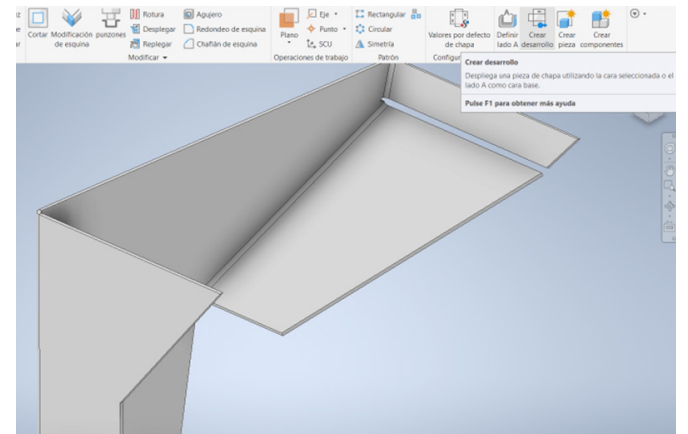 Cortar
Modificación
de esquina
punzones
Rotura
Desplegar
Replegar
Agujero
Redondeo de esquina
Chaflán de esquina
Modificar
Plano
Eje
Punto
SCU
Operaciones de trabajo
Rectangular
Circular
Simetría
Patrón
Valores por defecto
de chapa
Definir
lado A
Crear
desarrollo
Crear
pieza
Crear
componentes
Crear desarrollo
Despliega una pieza de chapa utilizando la cara seleccionada o el
lado A como cara base.
Pulse F1 para obtener más ayuda